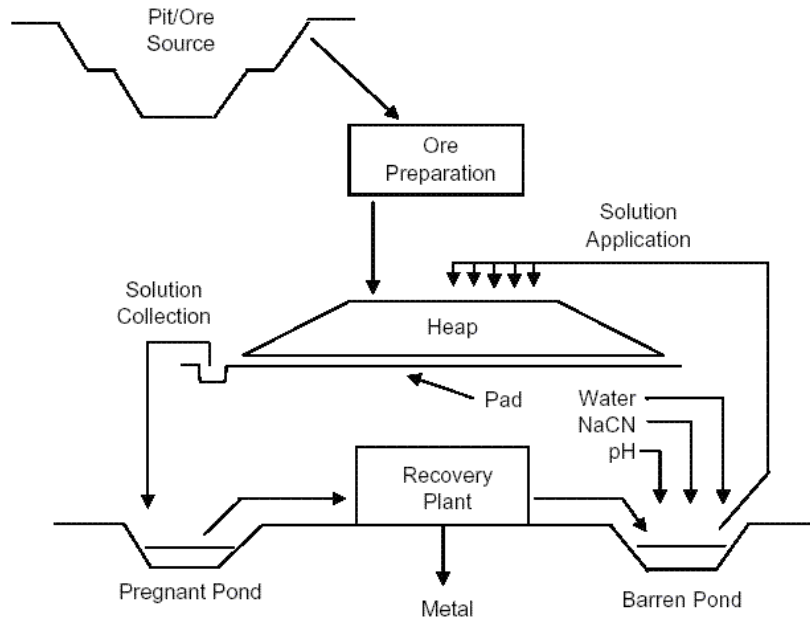 Pit/Ore
Source
Ore
Preparation
Solution
Application
Solution
Collection
Heap
Pad
Water
NaCN
pH
Recovery
Plant
Pregnant Pond
Metal
Barren Pond